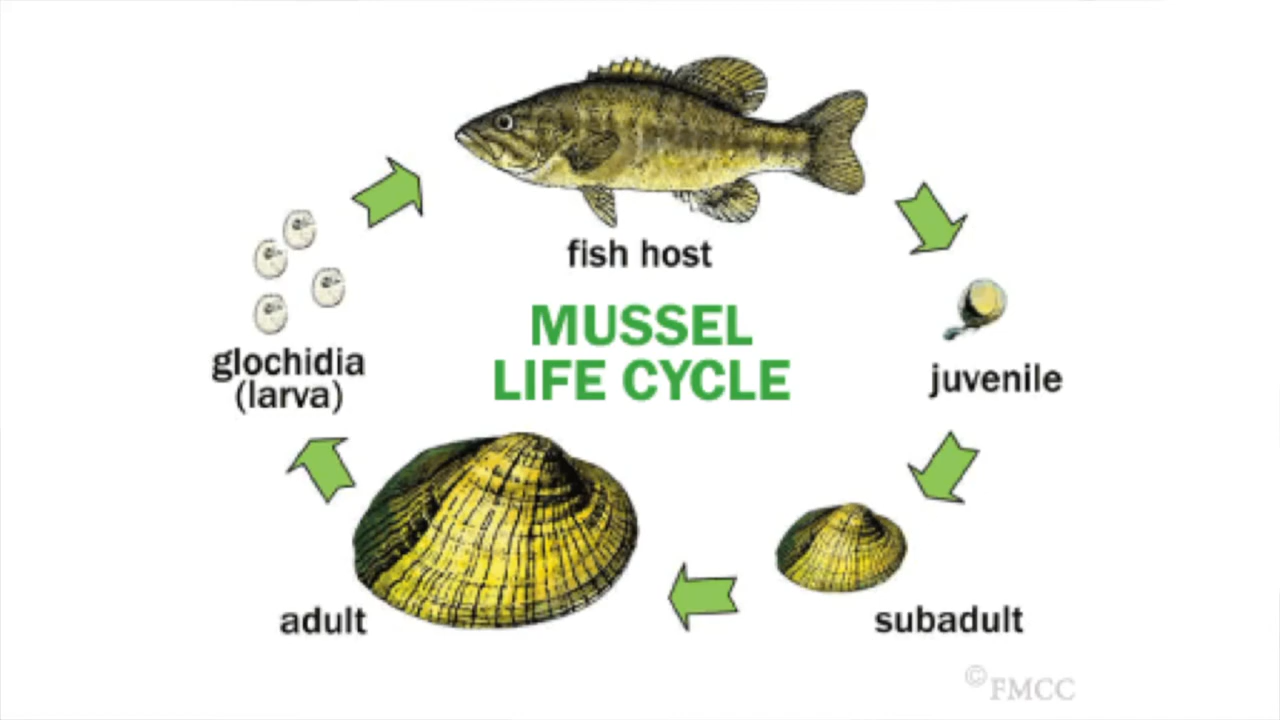 fish host
MUSSEL
LIFE CYCLE
glochidia
(larva)
juvenile
adult
subadult
© FMCC